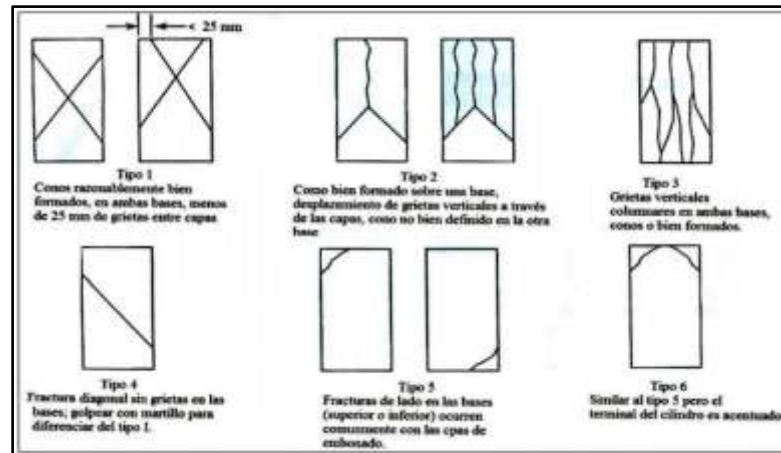 < 25 mm
Tipo 1
Conos razonablemente bien
formados, en ambas bases, menos
de 25 mm de grietas entre capas
Tipo 2
Como bien formado sobre una base,
desplazamiento de grietas verticales a través
de las capas, cono no bien definido en la otra
base
Tipo 3
Grietas verticales
columnares en ambas bases,
conos o bien formados.
Tipo 4
Fractura diagonal sin grietas en las
bases; golpear con martillo para
diferenciar del tipo 1.
Tipo 5
Fracturas de lado en las bases
(superior o inferior) ocurren
comunmente con las cpas de
embonado.
Tipo 6
Similar al tipo 5 pero el
terminal del cilindro es acentuado